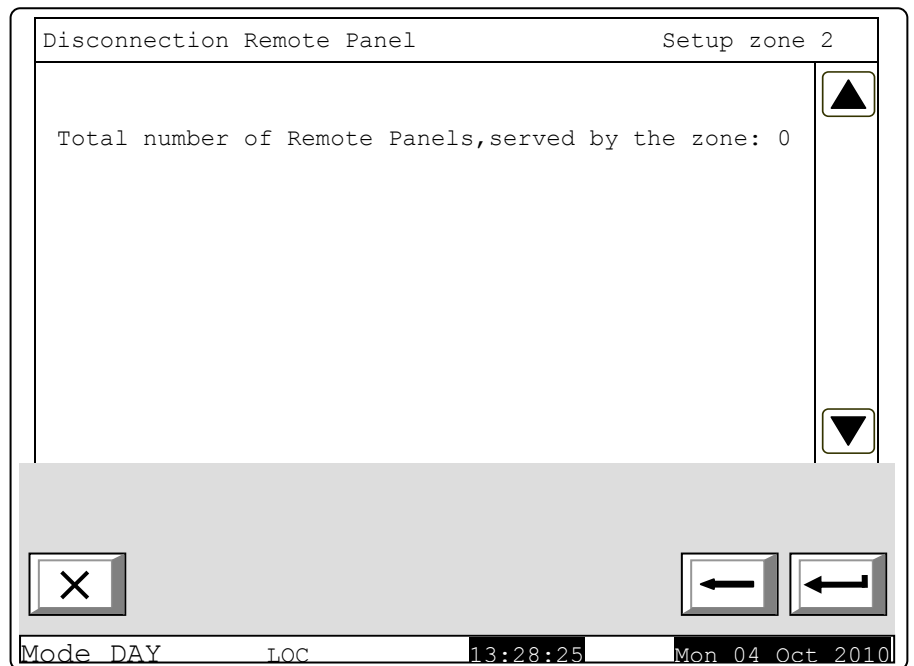 Disconnection Remote Panel Setup zone 2
Total number of Remote Panels,served by the zone: 0
Mode DAY LOC 13:28:25 Mon 04 Oct 2010